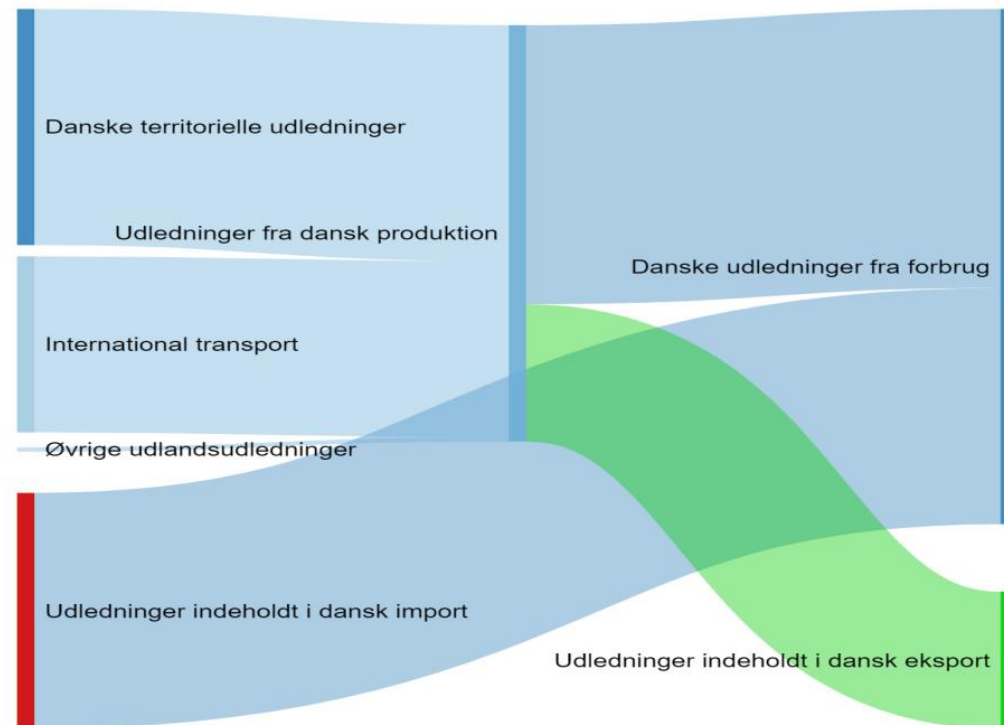 Danske territorielle udledninger
Udledninger fra dansk produktion
Danske udledninger fra forbrug
International transport
Øvrige udlandsudledninger
Udledninger indeholdt i dansk import
Udledninger indeholdt i dansk eksport